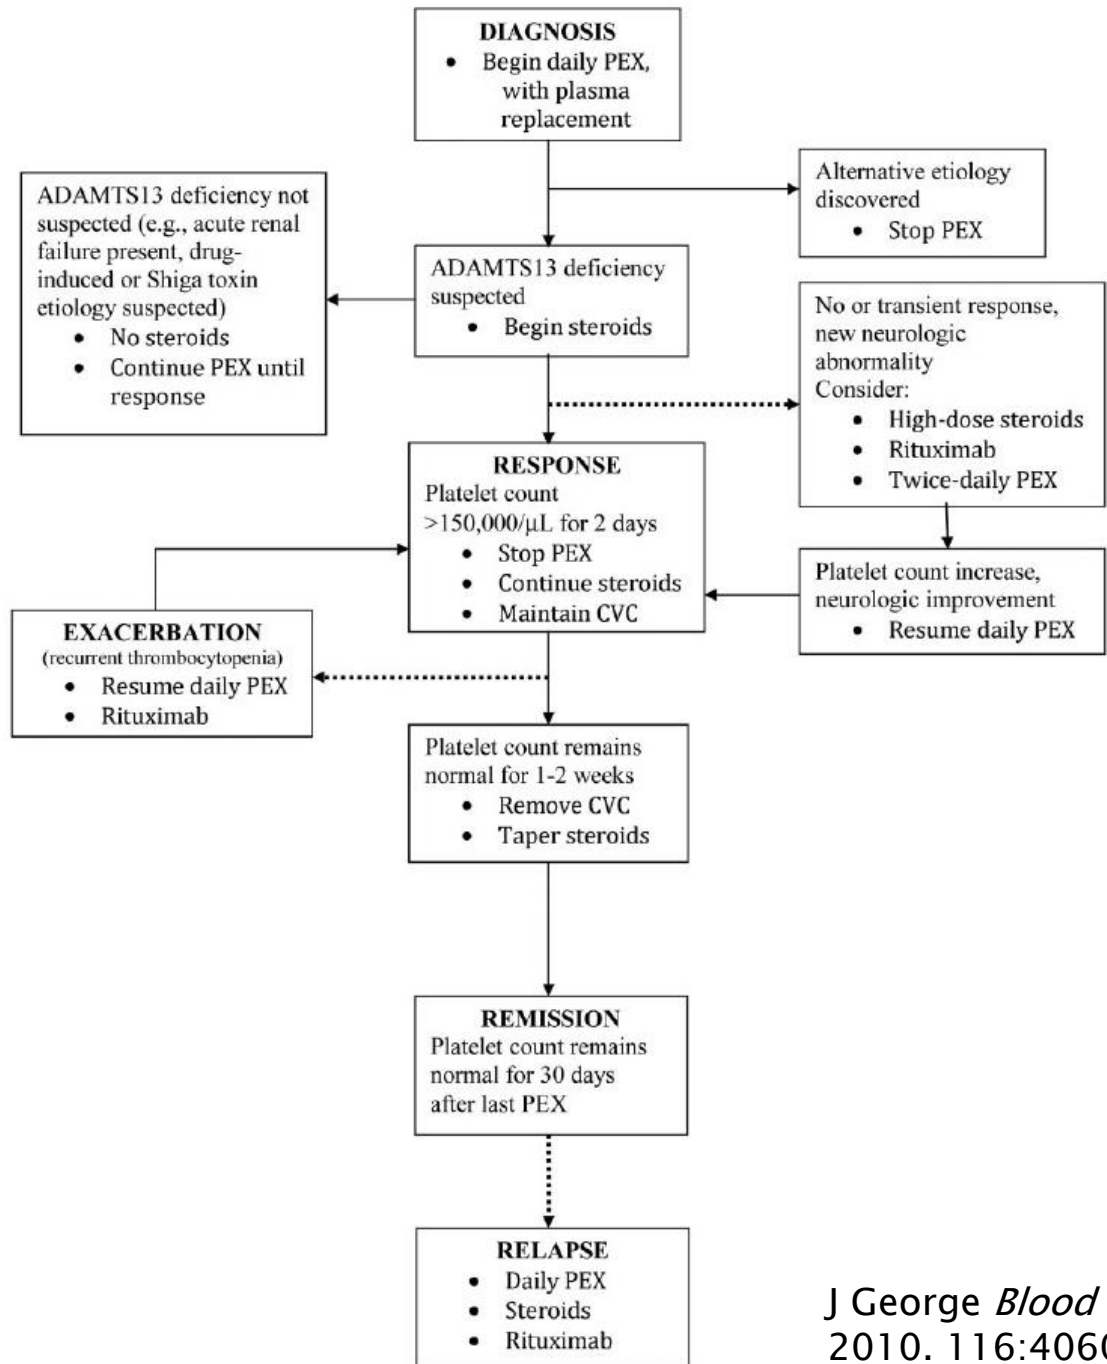 DIAGNOSIS
• Begin daily PEX,
with plasma
replacement
Alternative etiology
discovered
• Stop PEX
ADAMTS13 deficiency not
suspected (e.g., acute renal
failure present, drug-
induced or Shiga toxin
etiology suspected)
• No steroids
• Continue PEX until
response
ADAMTS13 deficiency
suspected
• Begin steroids
No or transient response,
new neurologic
abnormality
Consider:
• High-dose steroids
• Rituximab
• Twice-daily PEX
RESPONSE
Platelet count
>150,000/μL for 2 days
• Stop PEX
• Continue steroids
• Maintain CVC
Platelet count increase,
neurologic improvement
• Resume daily PEX
EXACERBATION
(recurrent thrombocytopenia)
• Resume daily PEX
• Rituximab
Platelet count remains
normal for 1-2 weeks
• Remove CVC
• Taper steroids
REMISSION
Platelet count remains
normal for 30 days
after last PEX
RELAPSE
• Daily PEX
• Steroids
• Rituximab
J George Blood
2010. 116:4060